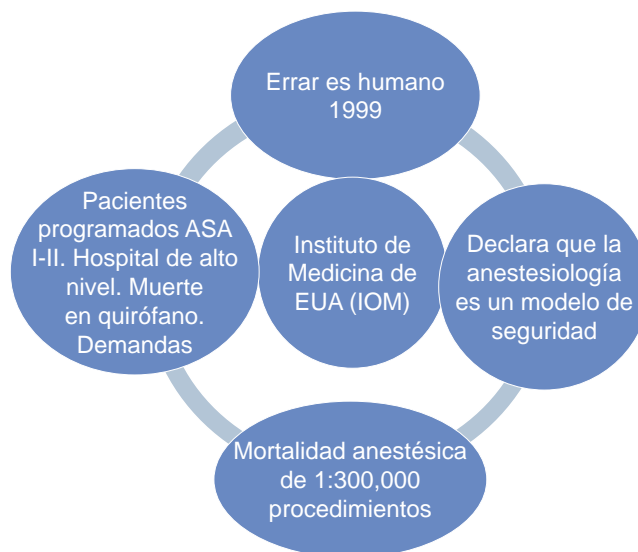 Errar es humano
1999
Pacientes
programados ASA
I-II. Hospital de alto
nivel. Muerte
en quirófano.
Demandas
Instituto de
Medicina de
EUA (IOM)
Declara que la
anestesiología
es un modelo de
seguridad
Mortalidad anestésica
de 1:300,000
procedimientos